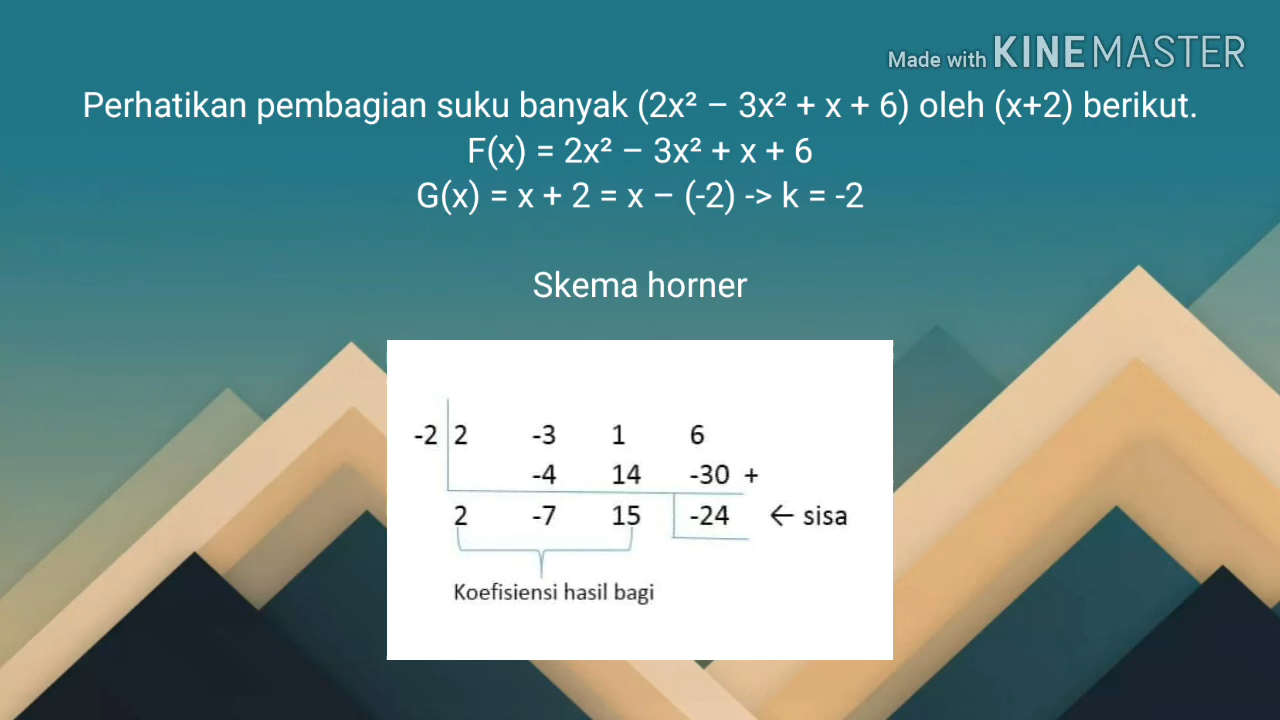 Made with KINEMASTER
Perhatikan pembagian suku banyak (2x² – 3x² + x + 6) oleh (x+2) berikut.
F(x) = 2x² – 3x² + x + 6
G(x) = x + 2 = x – (-2) -> k = -2
Skema horner
-2 2 -3 1 6
-4 14 -30 +
2 -7 15 -24 ← sisa
Koefisiensi hasil bagi